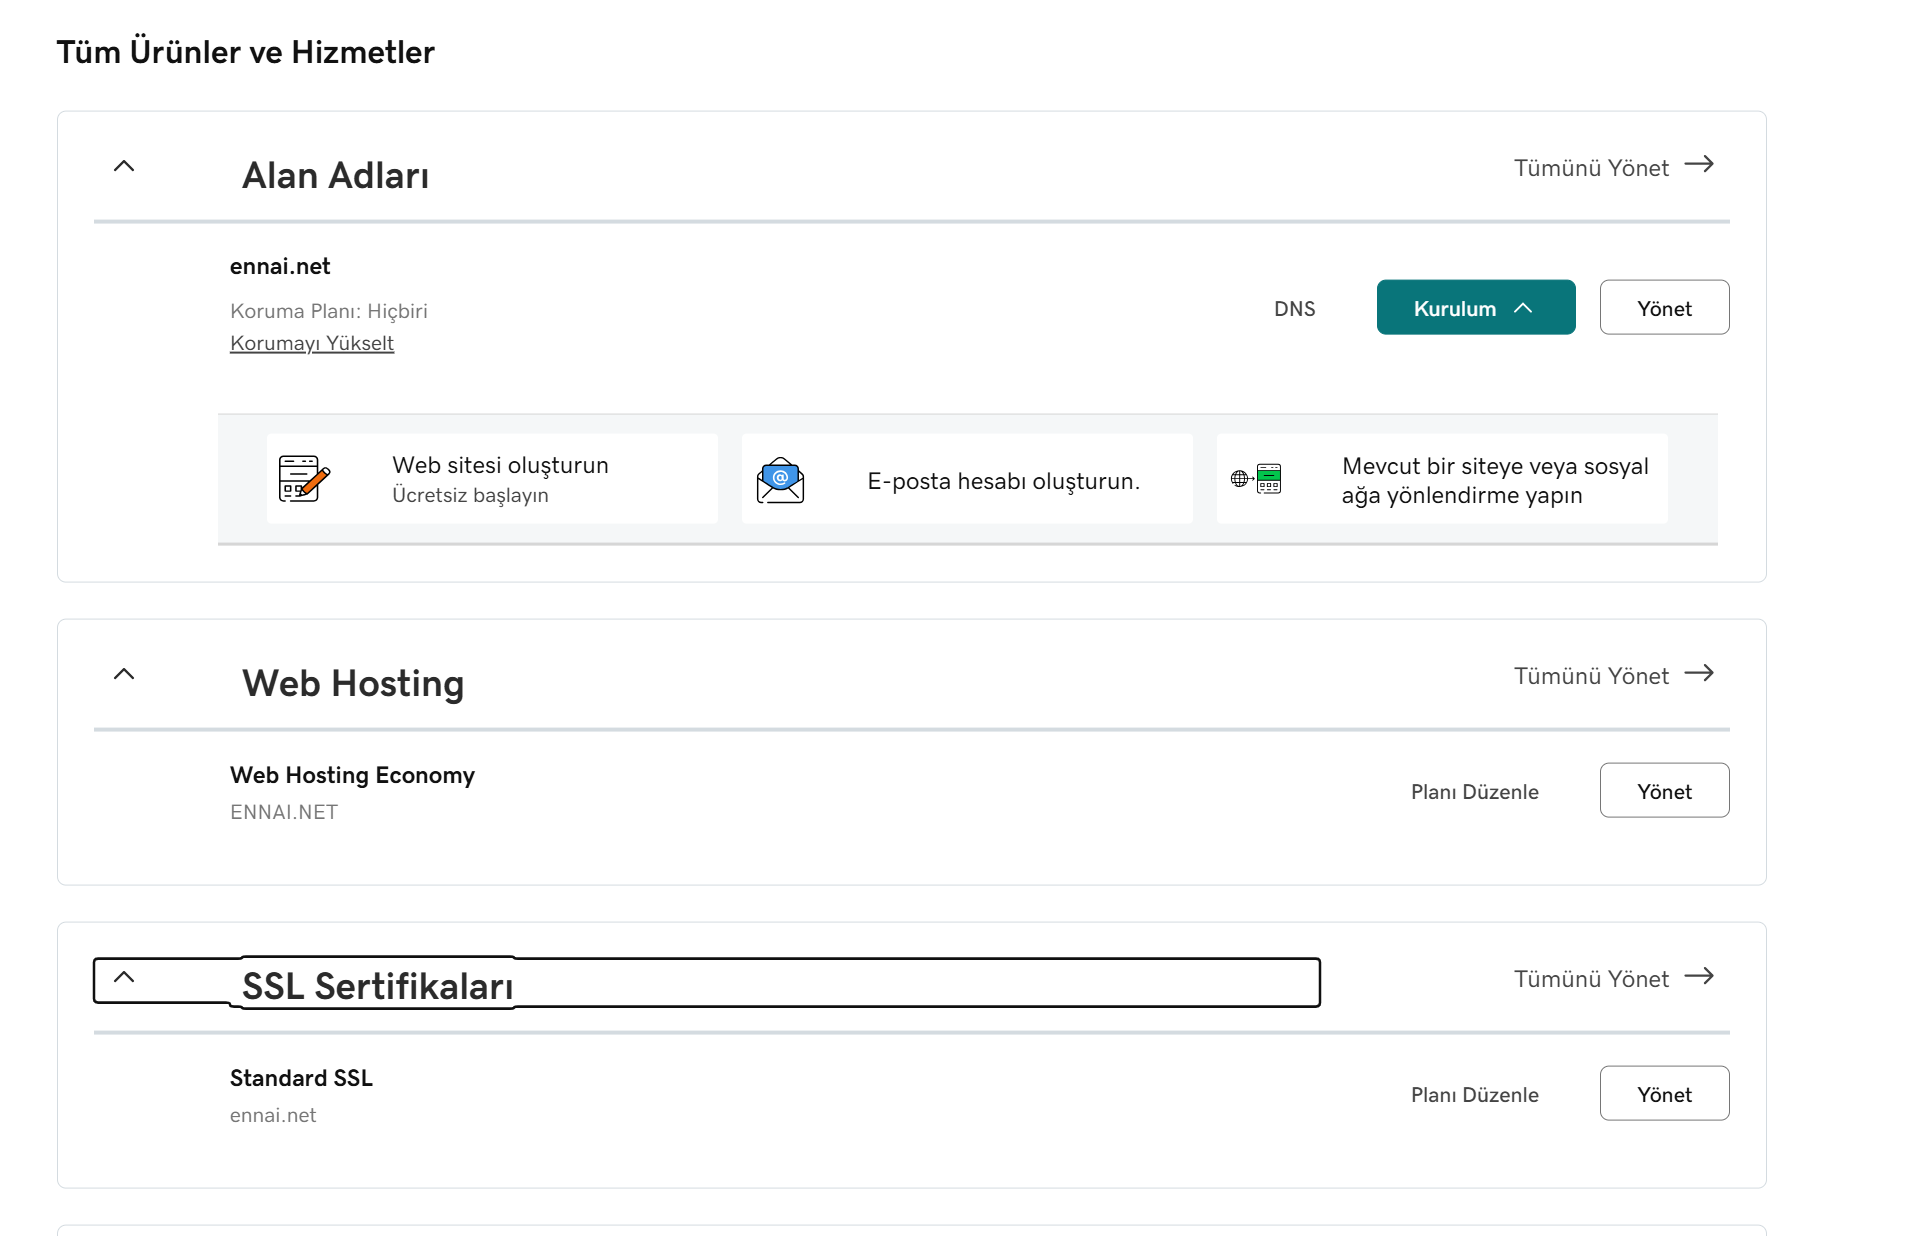 Tüm Ürünler ve Hizmetler
Alan Adları
Tümünü Yönet
ennai.net
Koruma Planı: Hiçbiri
Korumayı Yükselt
DNS
Kurulum
Yönet
Web sitesi oluşturun
Ücretsiz başlayın
E-posta hesabı oluşturun.
Mevcut bir siteye veya sosyal
ağa yönlendirme yapın
Web Hosting
Tümünü Yönet
Web Hosting Economy
ENNAI.NET
Planı Düzenle
Yönet
SSL Sertifikaları
Tümünü Yönet
Standard SSL
ennai.net
Planı Düzenle
Yönet